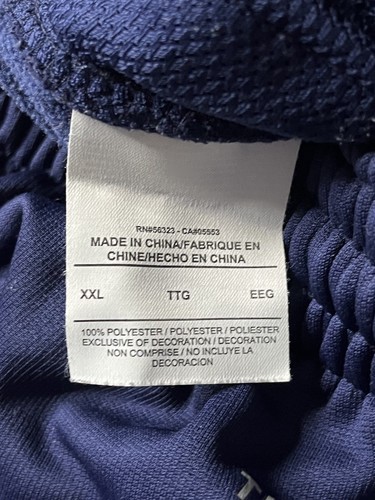 RN#56323 - CA#05553
MADE IN CHINA/FABRIQUE EN
CHINE/HECHO EN CHINA
XXL TTG EEG
100% POLYESTER / POLYESTER / POLIESTER
EXCLUSIVE OF DECORATION / DECORATION
NON COMPRISE / NO INCLUYE LA
DECORACION